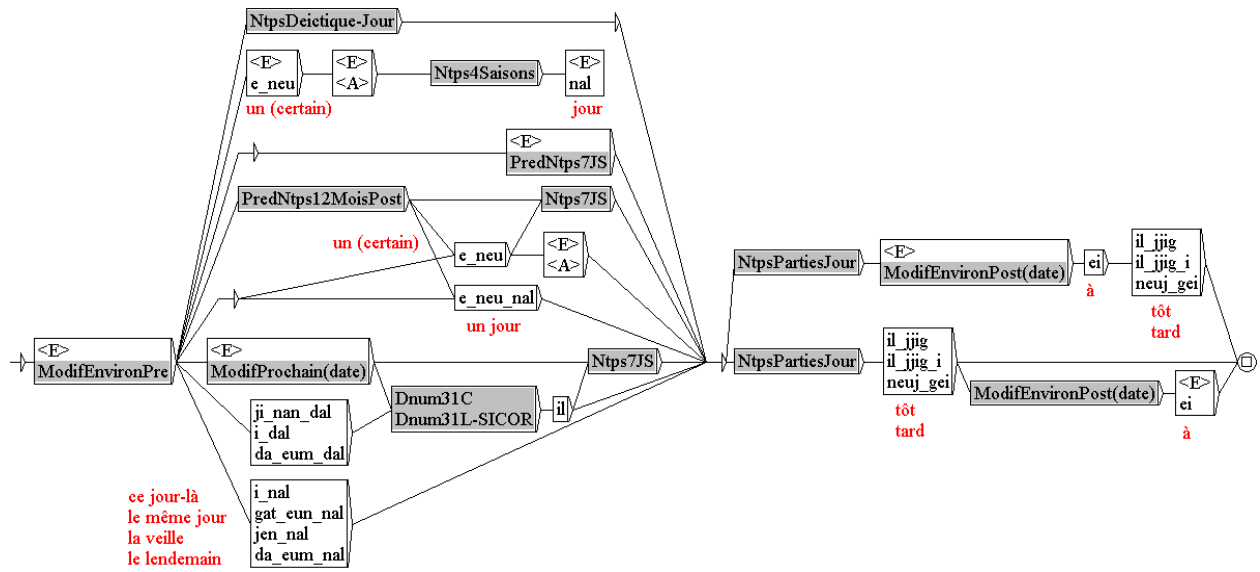 NtpsDeictique-Jour
<E>
e_neu
<E>
<A>
Ntps4Saisons
<E>
nal
un (certain)
jour
<E>
PredNtps7JS
PredNtps12MoisPost
Ntps7JS
un (certain)
e_neu
<E>
<A>
e_neu_nal
un jour
<E>
ModifEnvironPre
<E>
ModifProchain(date)
Ntps7JS
Dnum31C
Dnum31L-SICOR
il
ji_nan_dal
i_dal
da_eum_dal
i_nal
gat_eun_nal
jen_nal
da_eum_nal
ce jour-là
le même jour
la veille
le lendemain
NtpsPartiesJour
<E>
ModifEnvironPost(date)
ei
à
il_jjig
il_jjig_i
neuj_gei
tôt
tard
NtpsPartiesJour
il_jjig
il_jjig_i
neuj_gei
tôt
tard
ModifEnvironPost(date)
<E>
ei
à